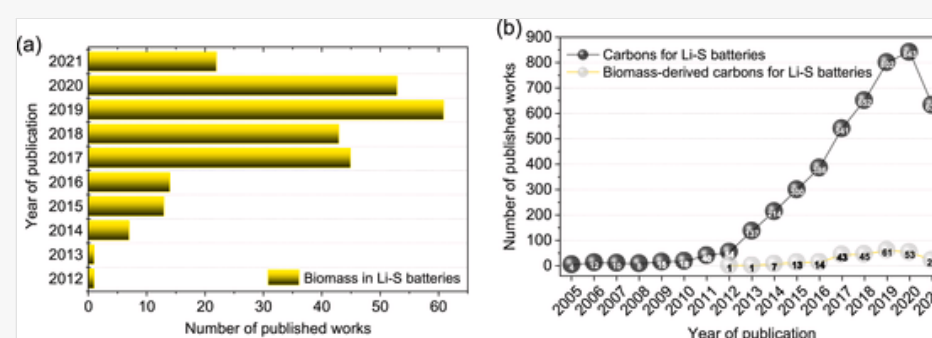 (a)
Year of publication
2021
2020
2019
2018
2017
2016
2015
2014
2013
2012
Biomass in Li-S batteries
0 10 20 30 40 50 60
Number of published works
(b)
Number of published works
900
800
700
600
500
400
300
200
100
0
Carbons for Li-S batteries
Biomass-derived carbons for Li-S batteries
214
1 1 7 13 14 43 45 61 53
2005 2006 2007 2008 2009 2010 2011 2012 2013 2014 2015 2016 2017 2018 2019 2020
Year of publication